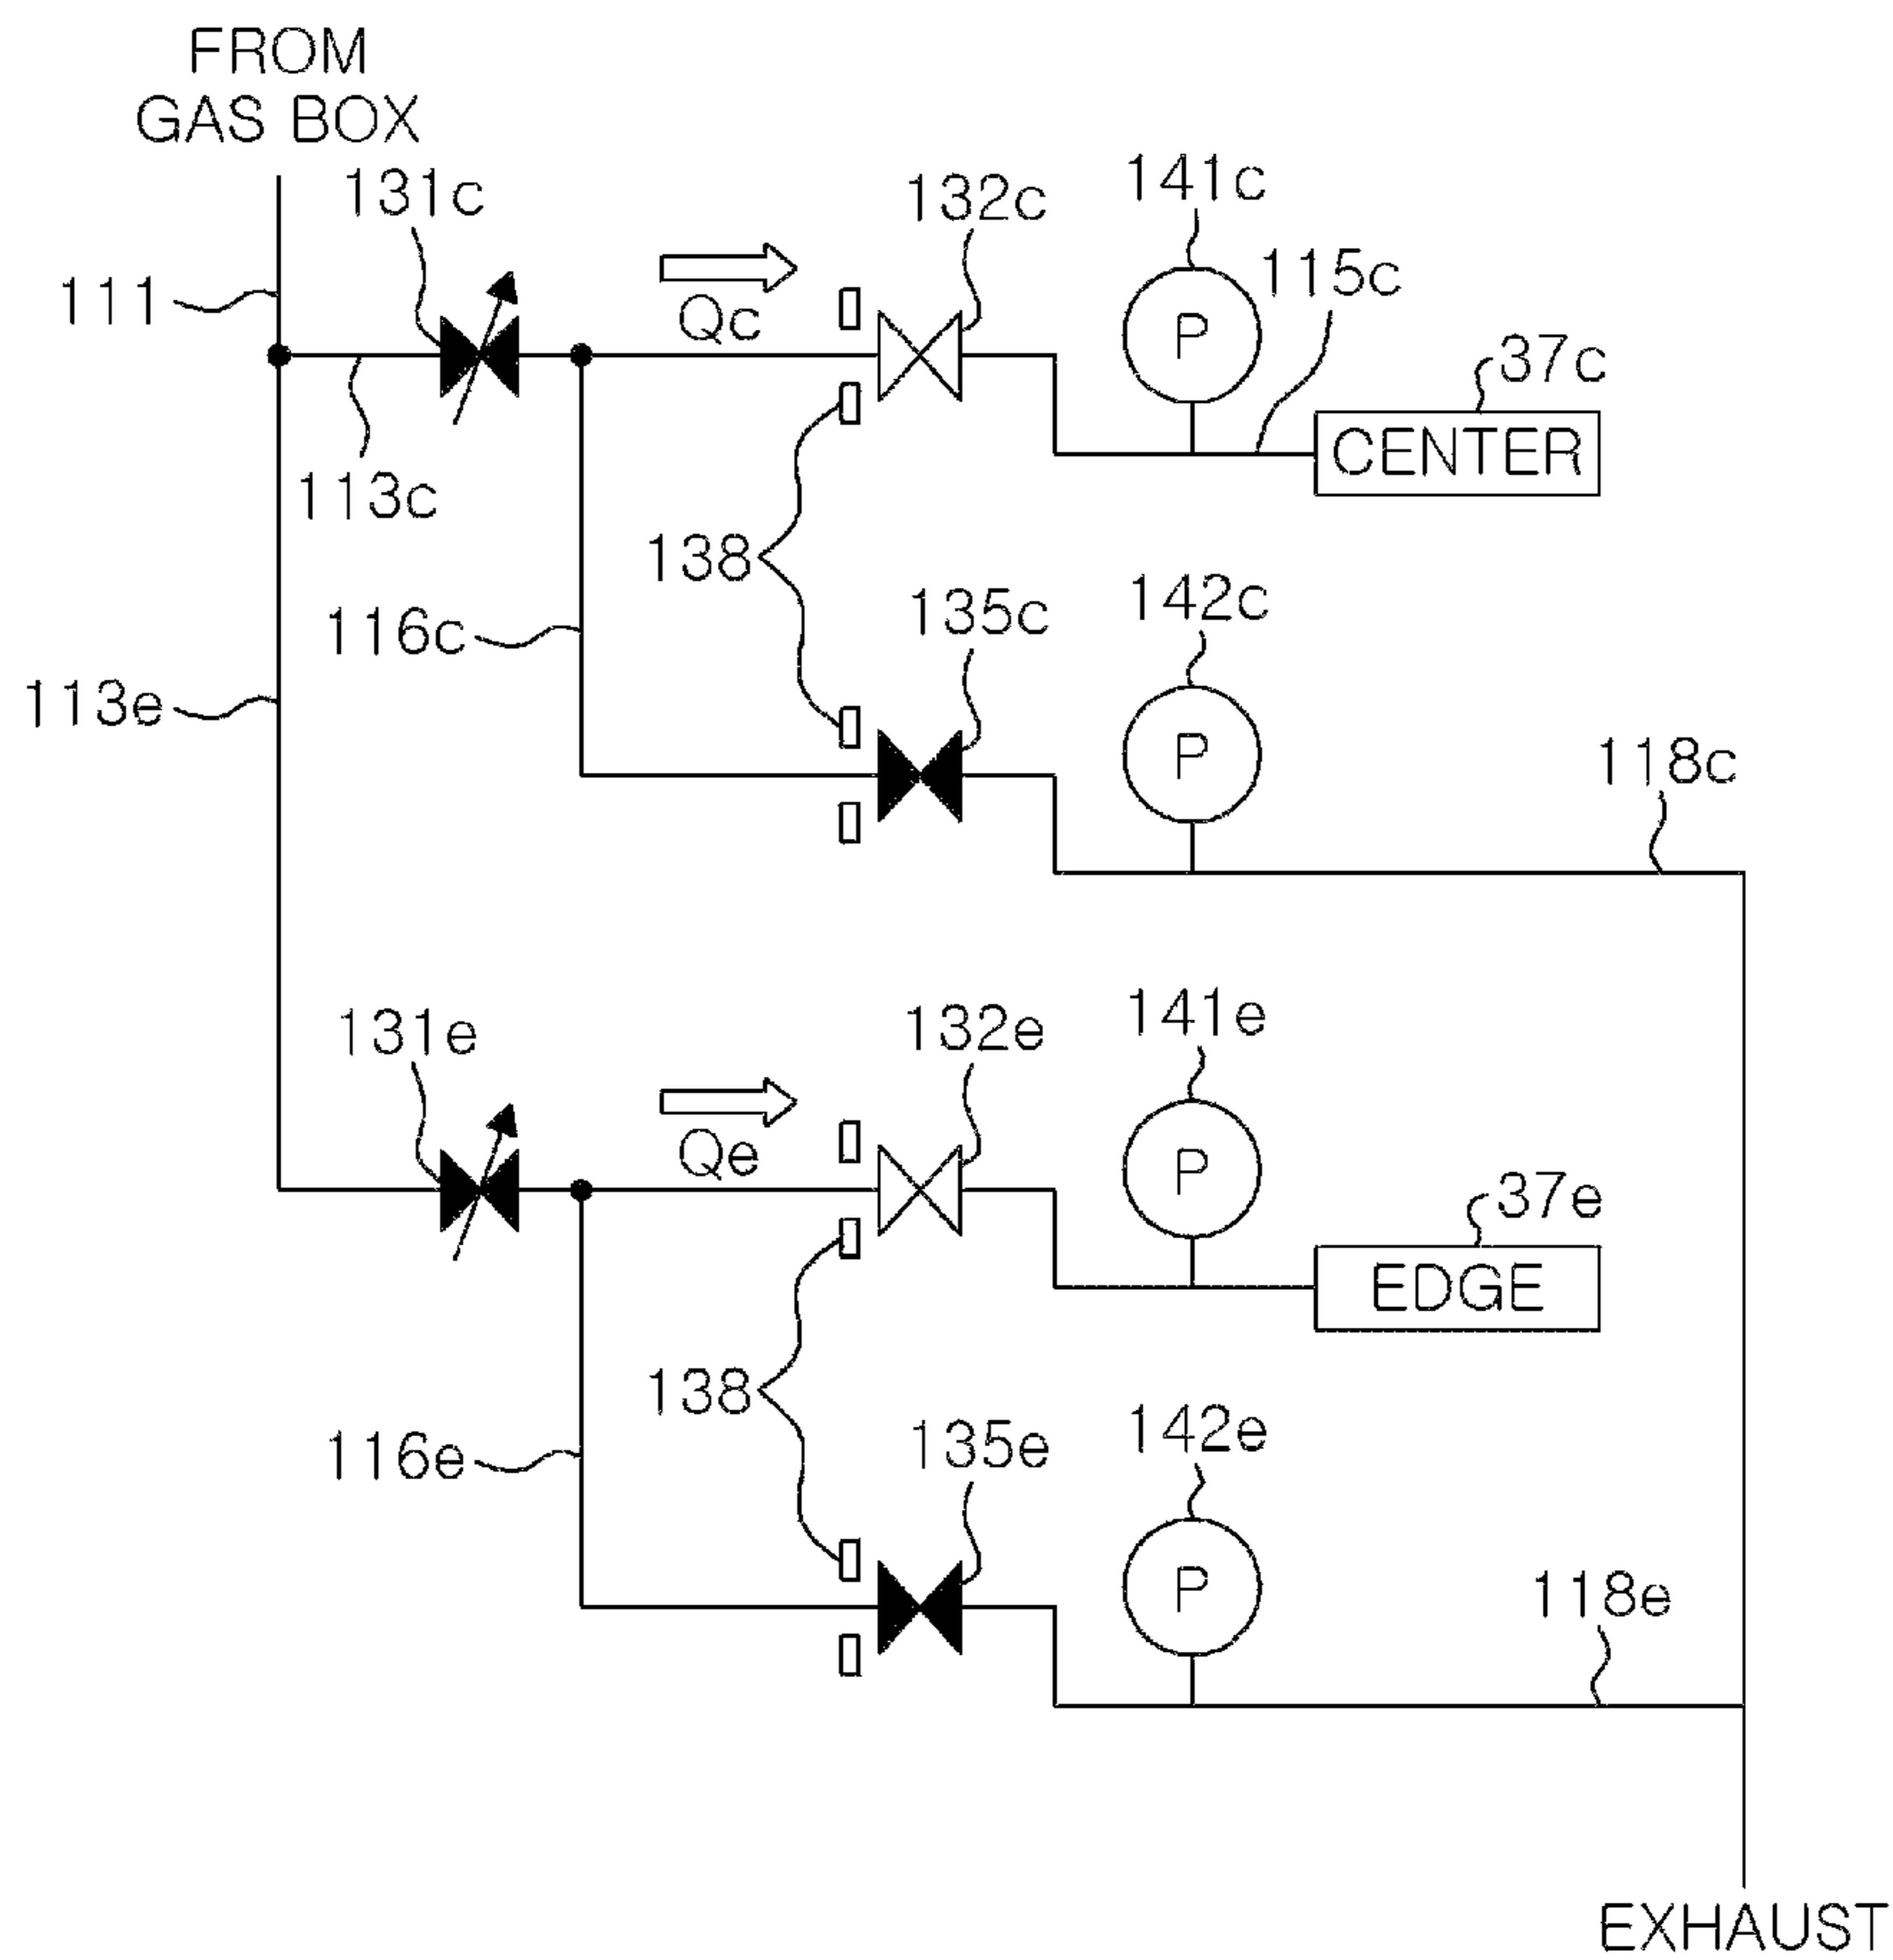 FROM
GAS BOX
131c
132c
141c
111
Qc
115c
P
37c
CENTER
113c
138
135c
142c
116c
113e
P
118c
131e
132e
141e
Qe
P
37e
EDGE
138
135e
142e
116e
P
118e
EXHAUST